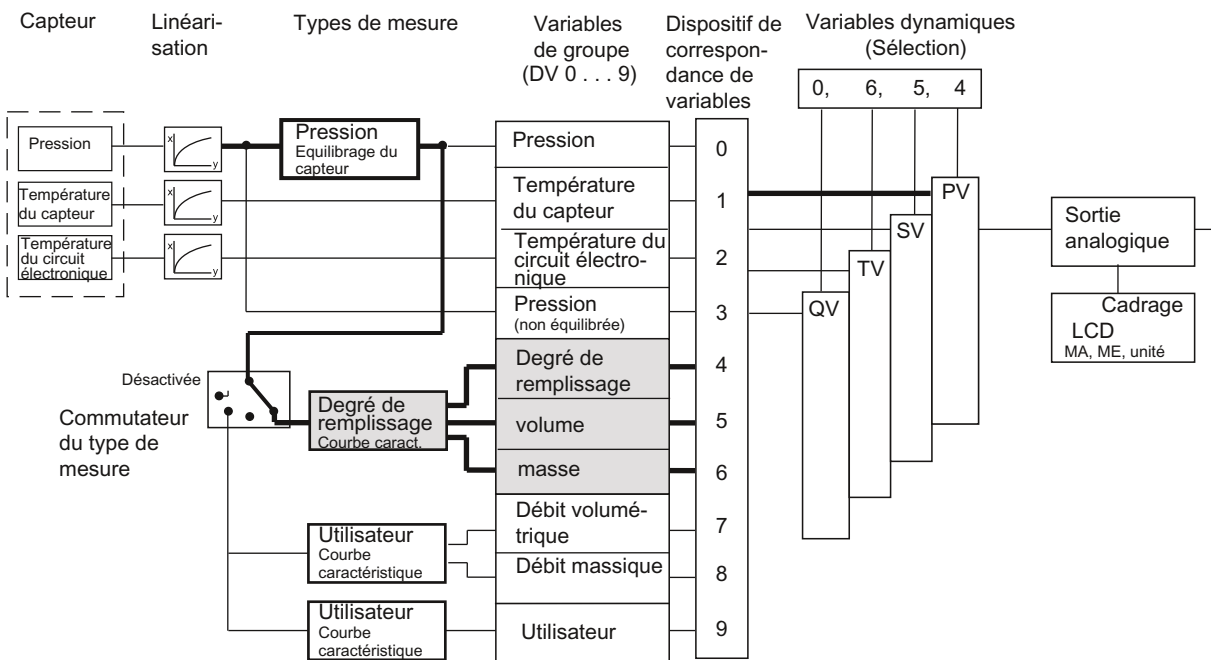 Capteur
Linéari-
sation
Types de mesure
Variables
de groupe
(DV 0 . . . 9)
Dispositif de
correspon-
dance de
variables
Variables dynamiques
(Sélection)
0, 6, 5, 4
Pression
x
y
Pression
Equilibrage du
capteur
Pression
0
Température
du capteur
x
y
Température
du capteur
1
Température
du circuit
électronique
x
y
Température du
circuit électro-
nique
2
Pression
(non équilibrée)
3
PV
SV
TV
QV
Sortie
analogique
Cadrage
LCD
MA, ME, unité
Désactivée
Commutateur
du type de
mesure
Degré de
remplissage
Courbe caract.
Degré de
remplissage
4
volume
5
masse
6
Utilisateur
Courbe
caractéristique
Débit volumé-
trique
7
Débit massique
8
Utilisateur
Courbe
caractéristique
Utilisateur
9